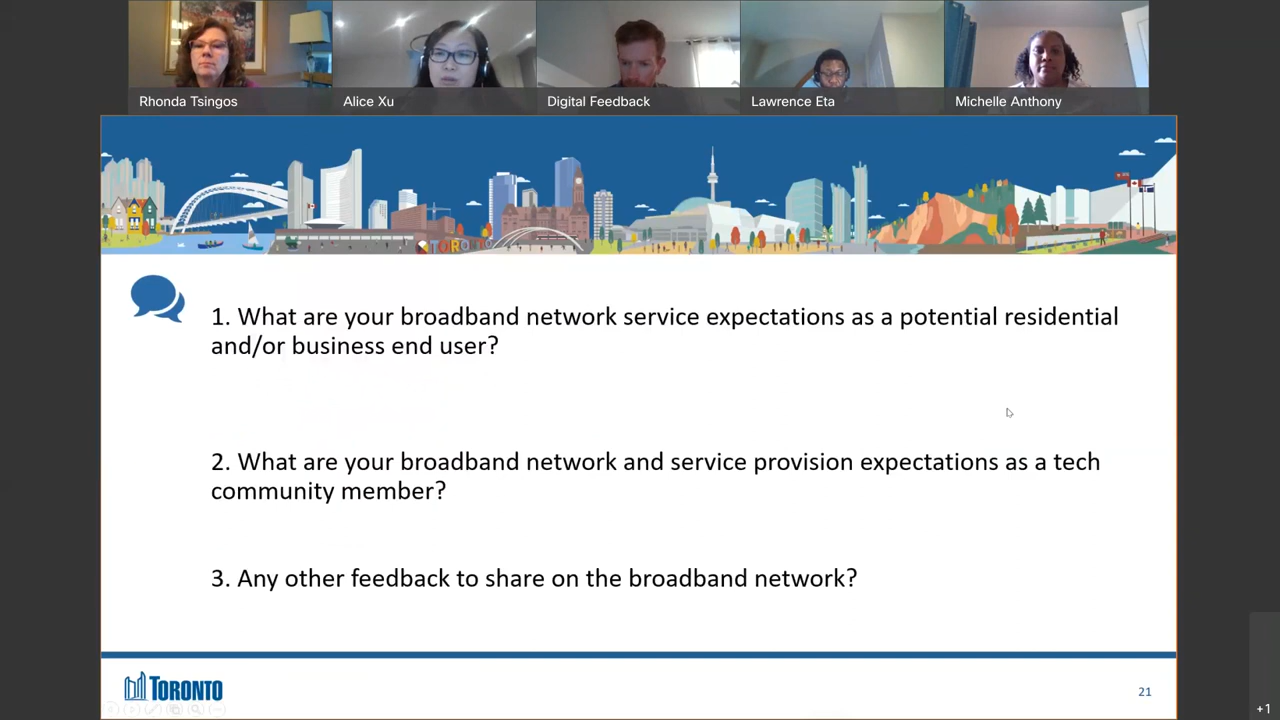 Rhonda Tsingos
Alice Xu
Digital Feedback
Lawrence Eta
Michelle Anthony
TORONTO
1. What are your broadband network service expectations as a potential residential
and/or business end user?
2. What are your broadband network and service provision expectations as a tech
community member?
3. Any other feedback to share on the broadband network?
TORONTO
21
+1